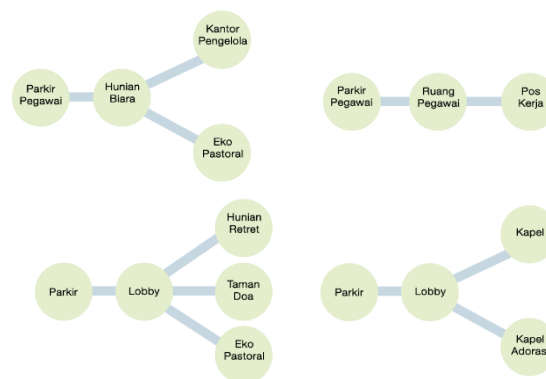 Parkir
Pegawai
Hunian
Biara
Kantor
Pengelola
Eko
Pastoral
Parkir
Pegawai
Ruang
Pegawai
Pos
Kerja
Parkir
Lobby
Hunian
Retret
Taman
Doa
Eko
Pastoral
Parkir
Lobby
Kapel
Kapel
Adoras